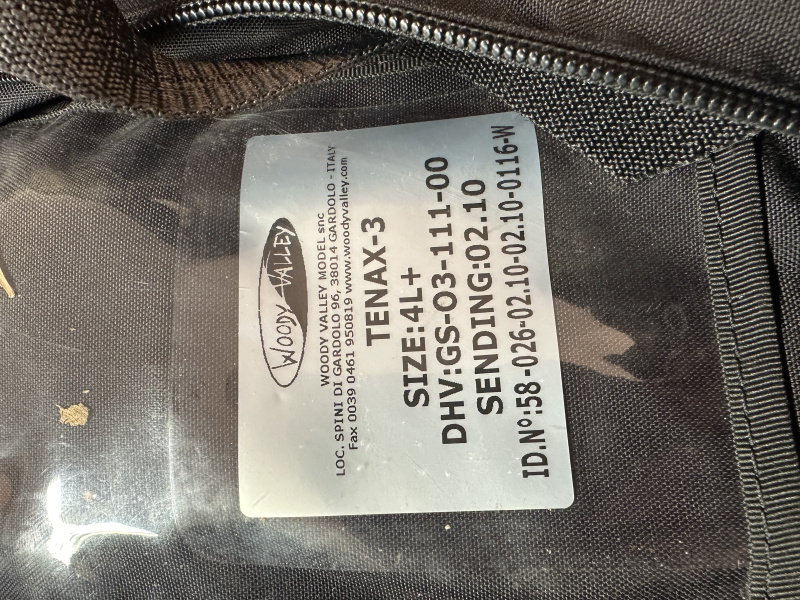 WOODY VALLEY
WOODY VALLEY MODEL snc
LOC. SPINI DI GARDOLO 96, 38014 GARDOLO - ITALY
Fax 0039 0461 950819 www.woodyvalley.com
TENAX-3
SIZE:4L+
DHV:GS-O3-111-00
SENDING:02.10
ID.Nº:58-026-02.10-02.10-0116-W